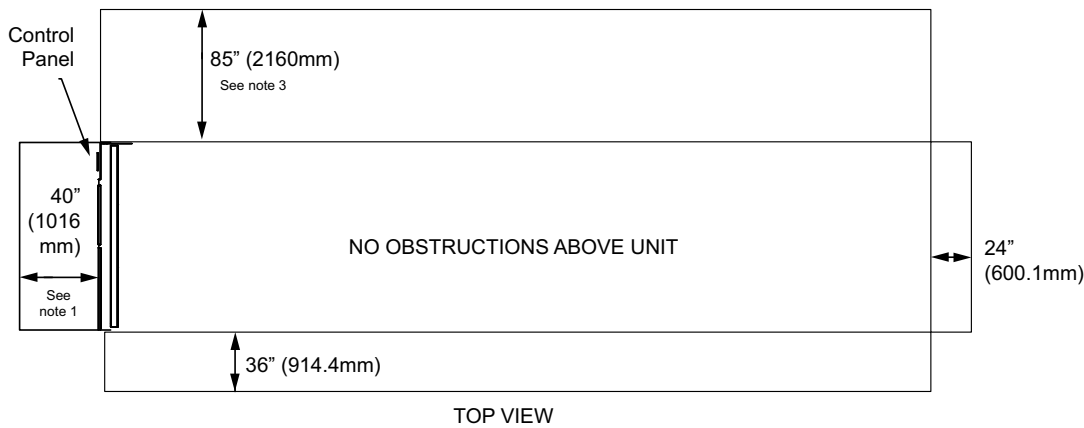 Control
Panel
85” (2160mm)
See note 3
40”
(1016
mm)
See
note 1
NO OBSTRUCTIONS ABOVE UNIT
24”
(600.1mm)
36” (914.4mm)
TOP VIEW